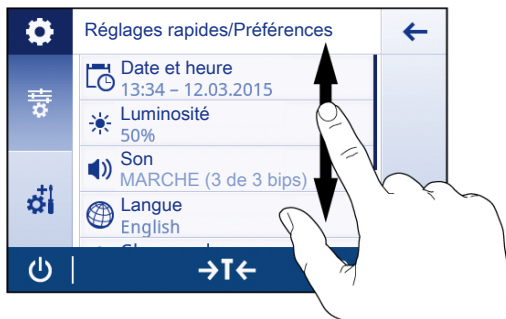 Réglages rapides/Préférences
Date et heure
13:34 – 12.03.2015
Luminosité
50%
Son
MARCHE (3 de 3 bips)
Langue
English
→T←